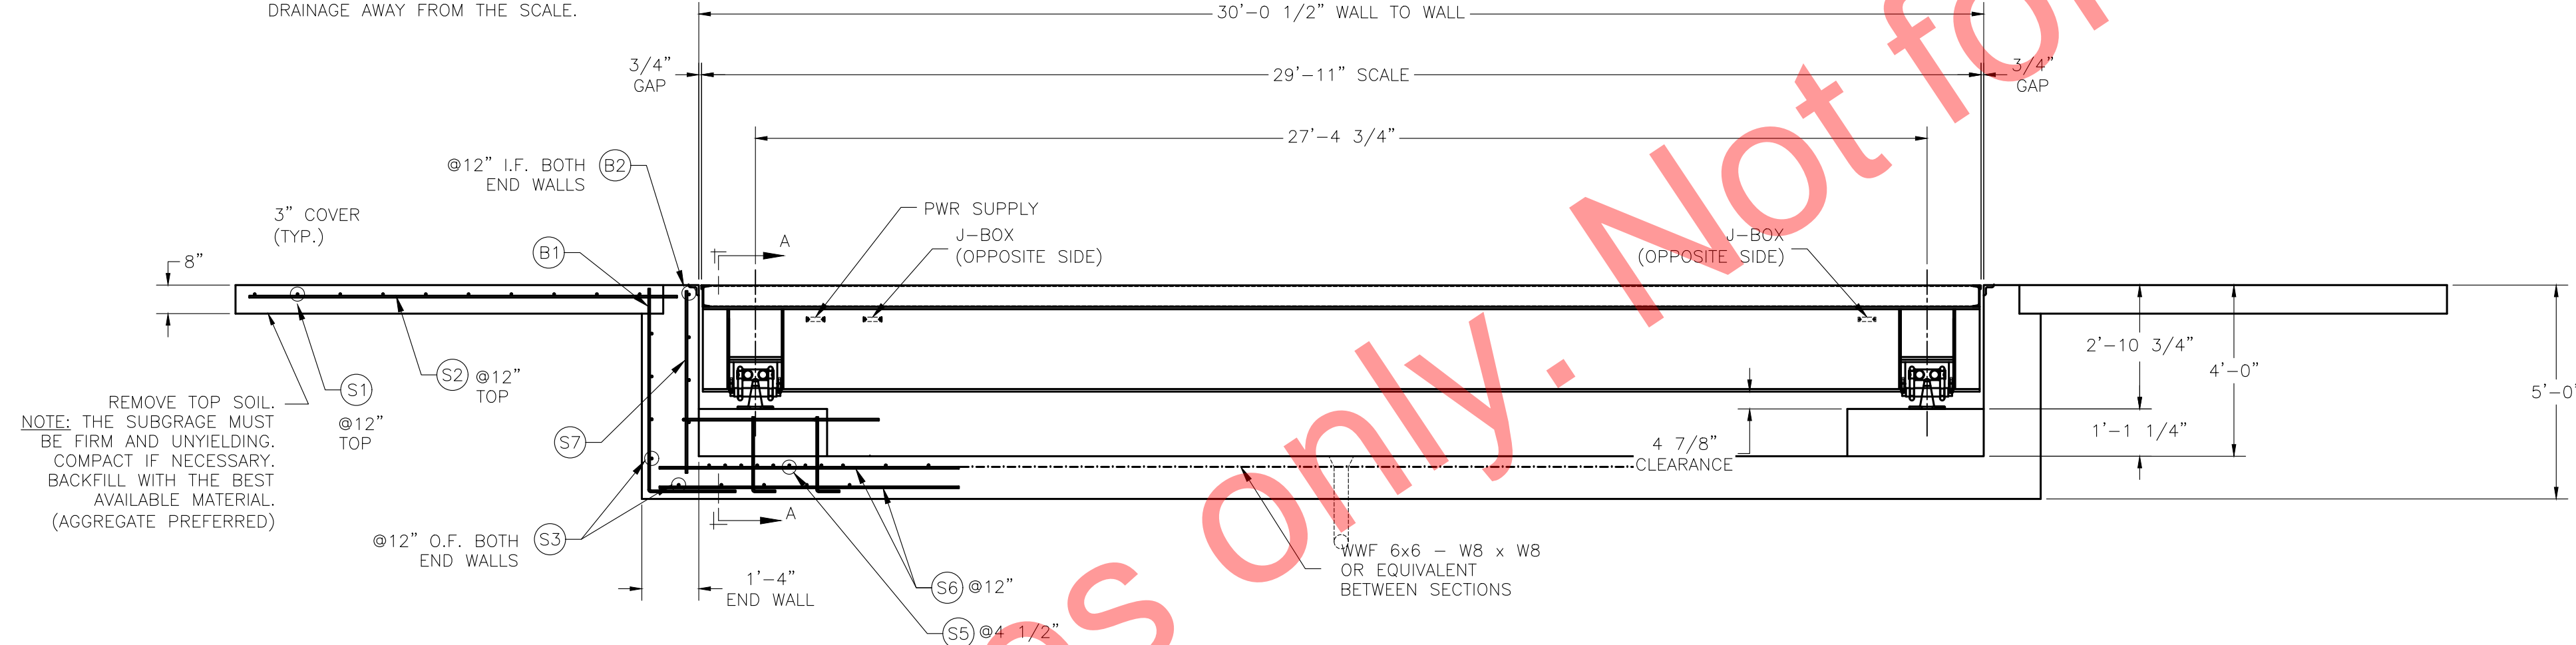 DRAINAGE AWAY FROM THE SCALE.
30'-0 1/2" WALL TO WALL
3/4"
GAP
29'-11" SCALE
3/4"
GAP
27'-4 3/4"
@12" I.F. BOTH
END WALLS
B2
3" COVER
(TYP.)
B1
PWR SUPPLY
J-BOX
(OPPOSITE SIDE)
A
J-BOX
(OPPOSITE SIDE)
8"
S1
@12"
TOP
S2 @12"
TOP
REMOVE TOP SOIL.
NOTE: THE SUBGRAGE MUST
BE FIRM AND UNYIELDING.
COMPACT IF NECESSARY.
BACKFILL WITH THE BEST
AVAILABLE MATERIAL.
(AGGREGATE PREFERRED)
S7
2'-10 3/4"
4'-0"
5'-0"
1'-1 1/4"
4 7/8"
CLEARANCE
A
@12" O.F. BOTH
END WALLS
S3
1'-4"
END WALL
S6 @12"
S5 @4 1/2"
WWF 6x6 - W8 x W8
OR EQUIVALENT
BETWEEN SECTIONS
only. Not for